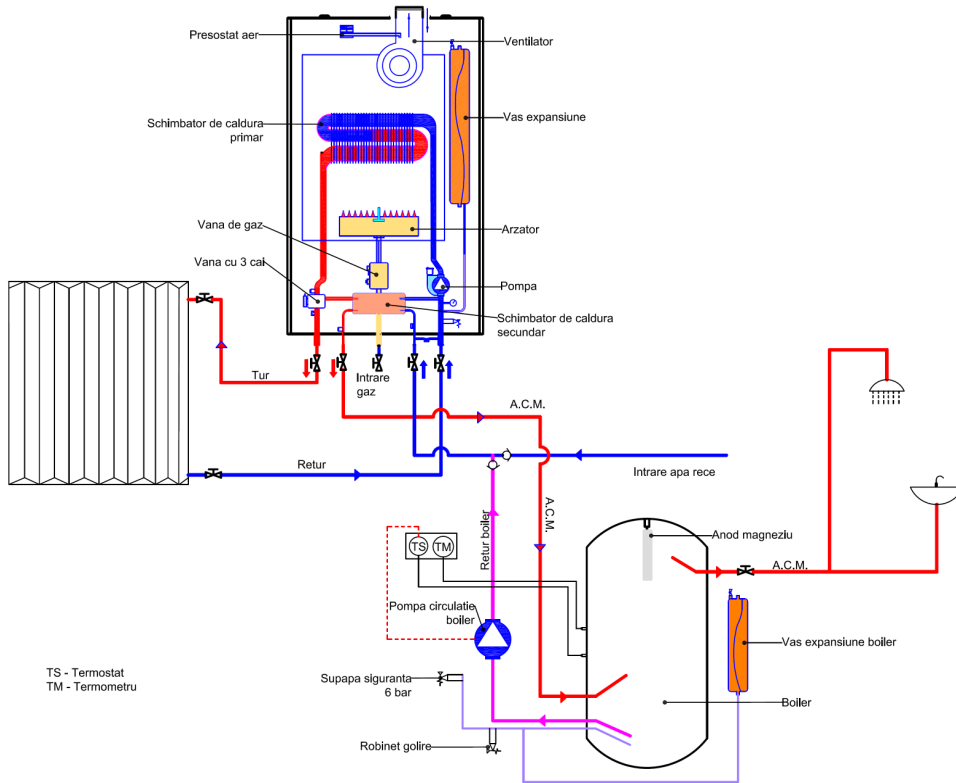 Presostat aer
Ventilator
Schimbator de caldura
primar
Vas expansiune
Vana de gaz
Arzator
Vana cu 3 cai
Pompa
Schimbator de caldura
secundar
Tur
Intrare
gaz
A.C.M.
Retur
Intrare apa rece
A.C.M.
Retur boiler
Anod magneziu
TS
TM
A.C.M.
Pompa circulatie
boiler
Vas expansiune boiler
TS - Termostat
TM - Termometru
Supapa siguranta
6 bar
Boiler
Robinet golire